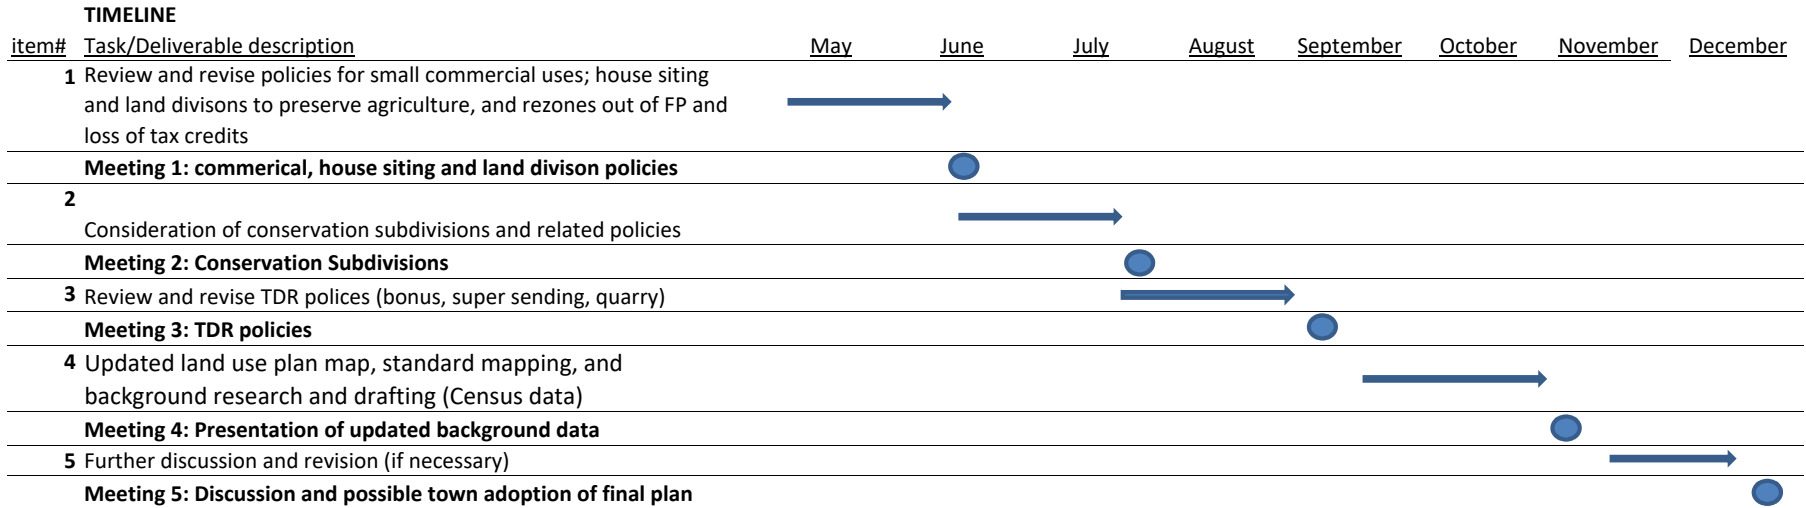 TIMELINE
item# Task/Deliverable description May June July August September October November December
1 Review and revise policies for small commercial uses; house siting
and land divisons to preserve agriculture, and rezones out of FP and
loss of tax credits
Meeting 1: commerical, house siting and land divison policies
2
Consideration of conservation subdivisions and related policies
Meeting 2: Conservation Subdivisions
3 Review and revise TDR polices (bonus, super sending, quarry)
Meeting 3: TDR policies
4 Updated land use plan map, standard mapping, and
background research and drafting (Census data)
Meeting 4: Presentation of updated background data
5 Further discussion and revision (if necessary)
Meeting 5: Discussion and possible town adoption of final plan